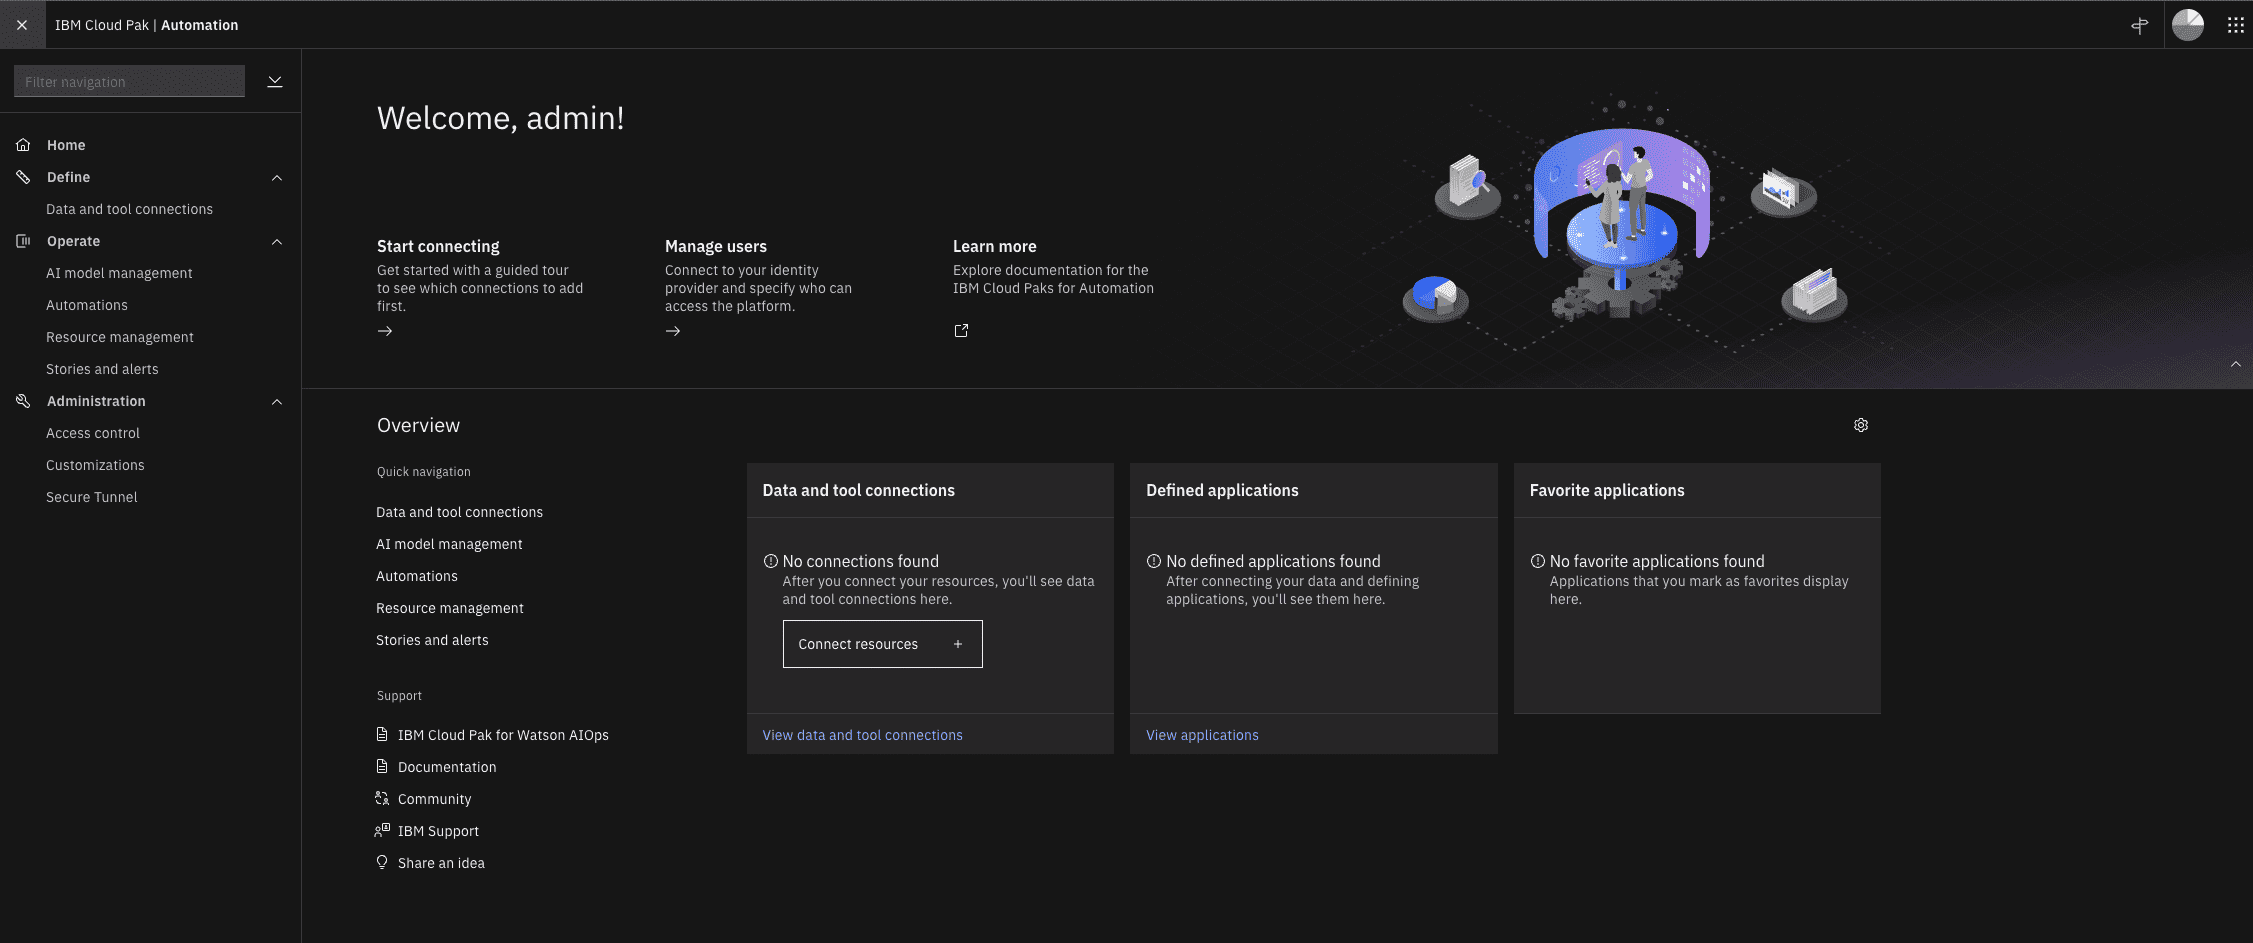 IBM Cloud Pak | Automation
Filter navigation
Home
Define
Data and tool connections
Operate
AI model management
Automations
Resource management
Stories and alerts
Administration
Access control
Customizations
Secure Tunnel
Welcome, admin!
Start connecting
Get started with a guided tour
to see which connections to add
first.
Manage users
Connect to your identity
provider and specify who can
access the platform.
Learn more
Explore documentation for the
IBM Cloud Paks for Automation
Overview
Quick navigation
Data and tool connections
AI model management
Automations
Resource management
Stories and alerts
Support
IBM Cloud Pak for Watson AIOps
Documentation
Community
IBM Support
Share an idea
Data and tool connections
No connections found
After you connect your resources, you'll see data
and tool connections here.
Connect resources +
View data and tool connections
Defined applications
No defined applications found
After connecting your data and defining
applications, you'll see them here.
View applications
Favorite applications
No favorite applications found
Applications that you mark as favorites display
here.